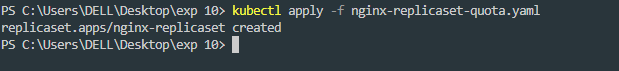 PS C:\Users\DELL\Desktop\exp 10> kubectl apply -f nginx-replicaset-quota.yaml
replicaset.apps/nginx-replicaset created
PS C:\Users\DELL\Desktop\exp 10>